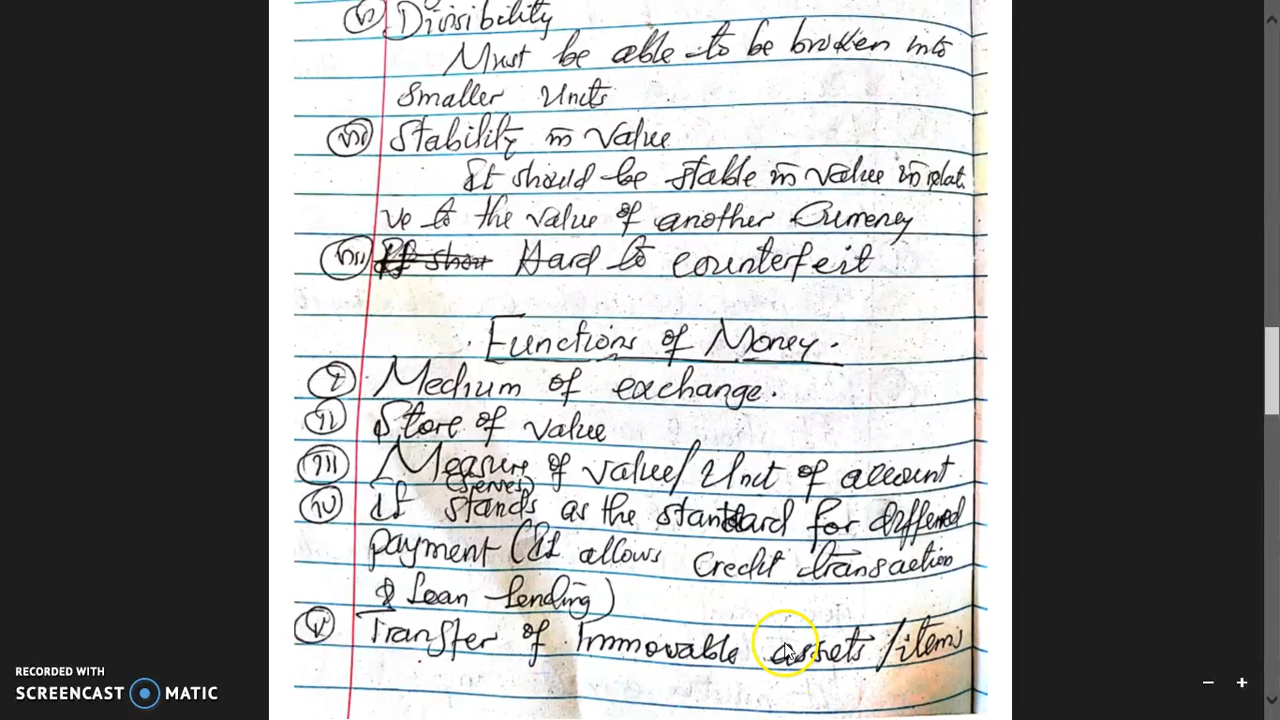 Divisibility
Must be able to be broken into
smaller Units
(vii) Stability in value
It should be stable in value in relat.
ve to the value of another Currency
(viii) Hard to counterfeit
Functions of Money.
(i) Medium of exchange.
(ii) Store of value
(iii) Measure of value/Unit of account
(serves)
(iv) It stands as the standard for differed
payment (It allows Credit transaction
& Loan lending)
(v) Transfer of Immovable assets/items
RECORDED WITH
SCREENCAST MATIC